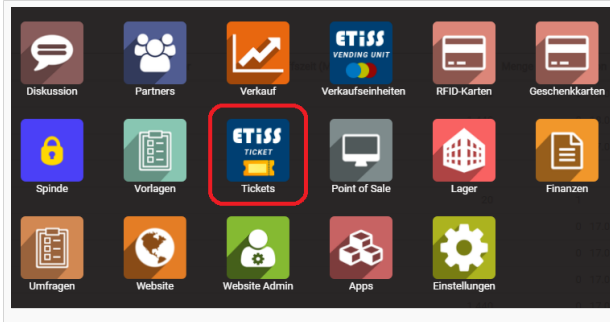 ETiSS
VENDING UNIT
Diskussion
Partners
Verkauf
Verkaufseinheiten
RFID-Karten
Geschenkkarten
ETiSS
TICKET
Spinde
Vorlagen
Tickets
Point of Sale
Lager
Finanzen
Umfragen
Website
Website Admin
Apps
Einstellungen